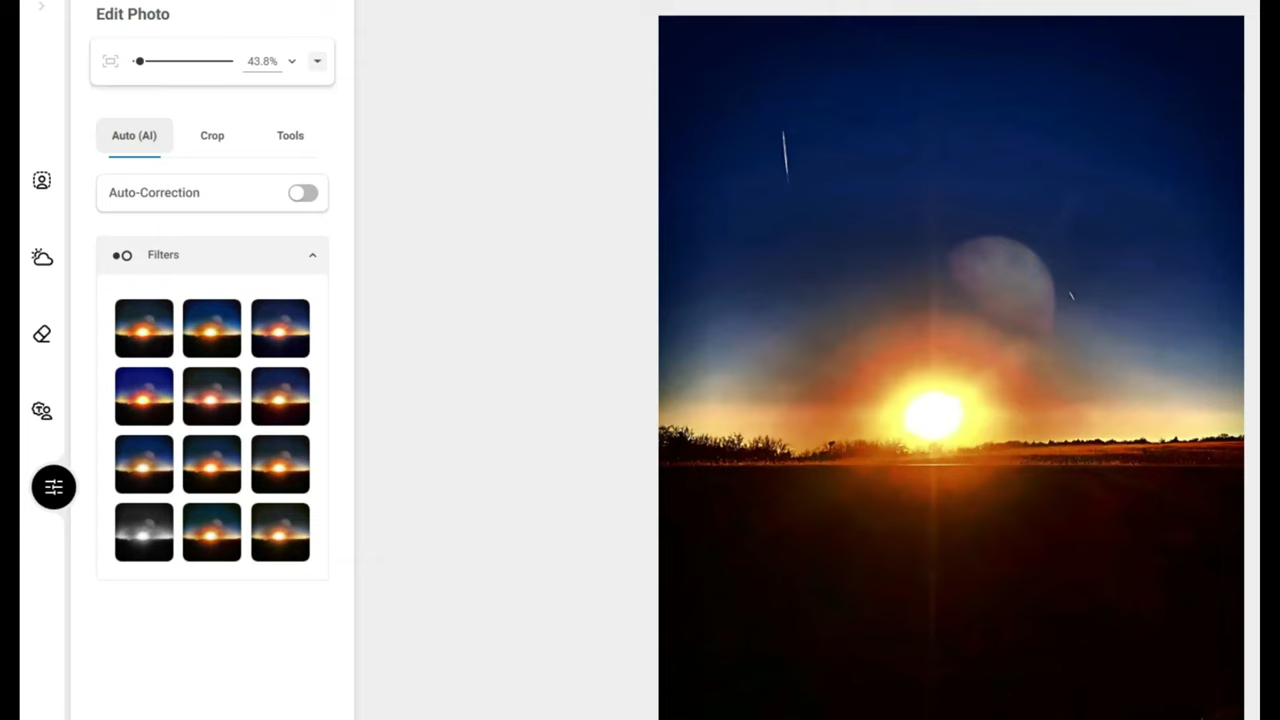 Edit Photo
43.8%
Auto (AI)
Crop
Tools
Auto-Correction
Filters